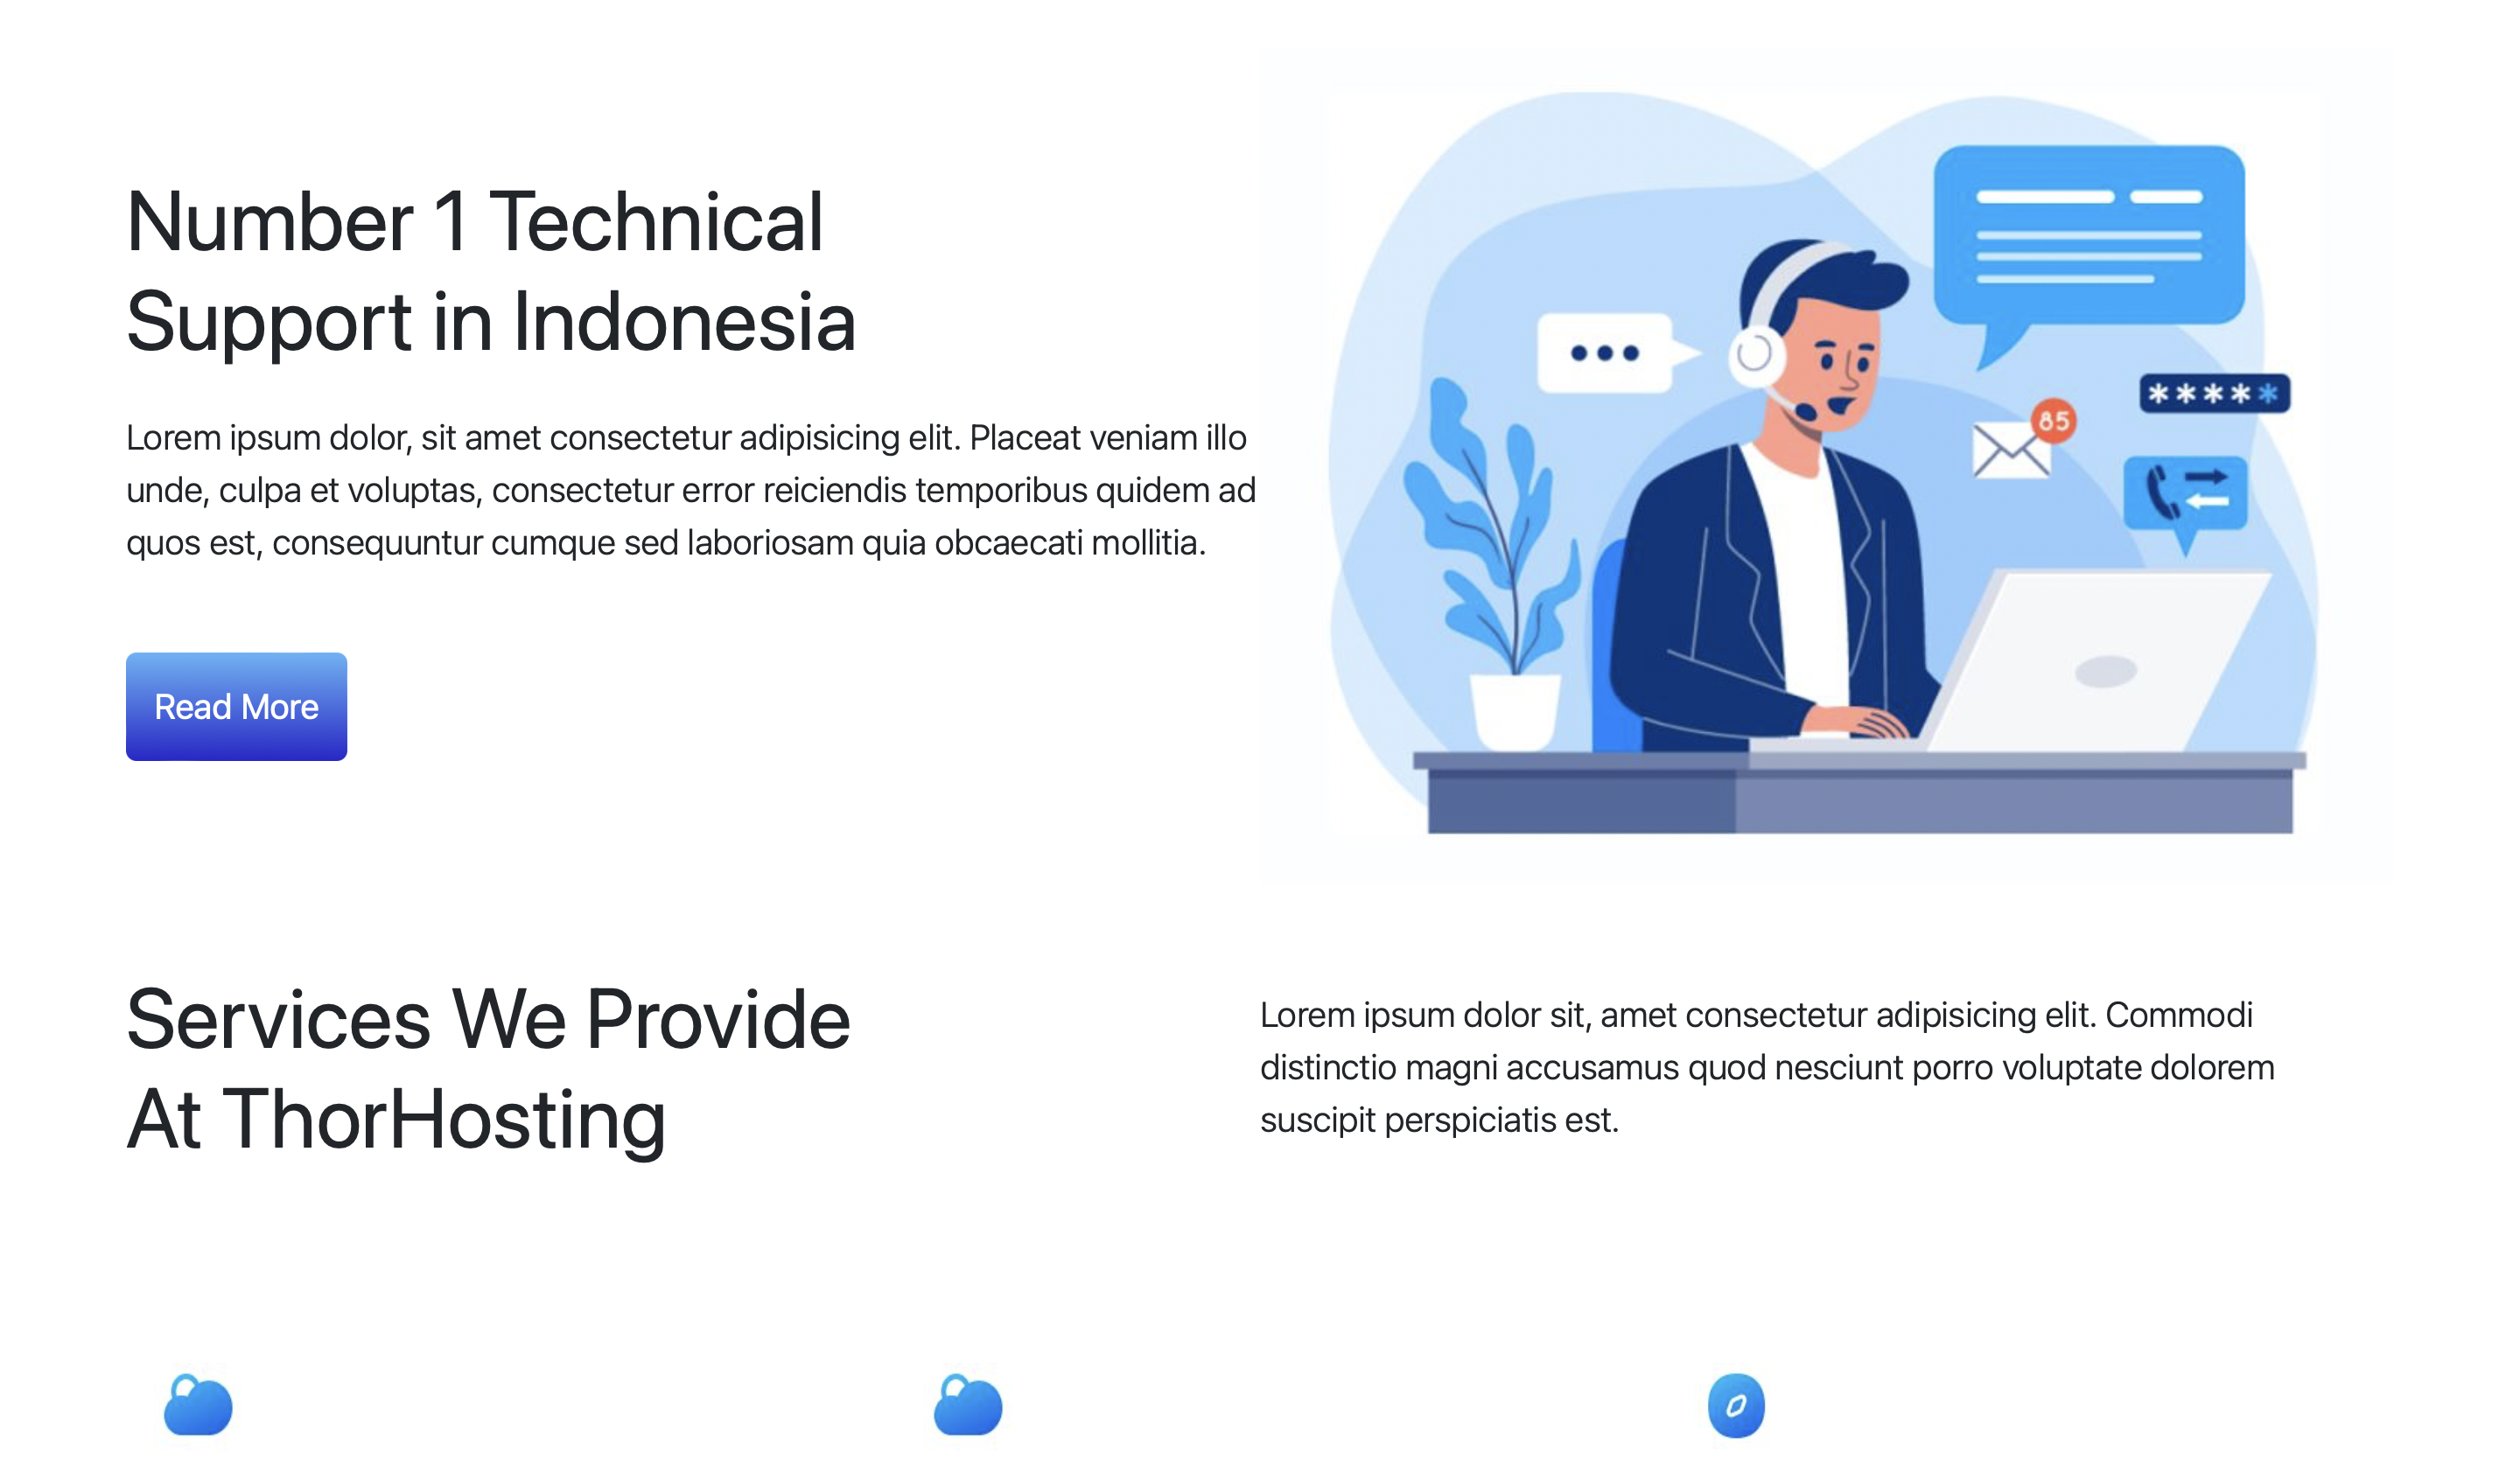 Number 1 Technical
Support in Indonesia
Lorem ipsum dolor, sit amet consectetur adipisicing elit. Placeat veniam illo
unde, culpa et voluptas, consectetur error reiciendis temporibus quidem ad
quos est, consequuntur cumque sed laboriosam quia obcaecati mollitia.
Read More
*****
85
Services We Provide
At ThorHosting
Lorem ipsum dolor sit, amet consectetur adipisicing elit. Commodi
distinctio magni accusamus quod nesciunt porro voluptate dolorem
suscipit perspiciatis est.